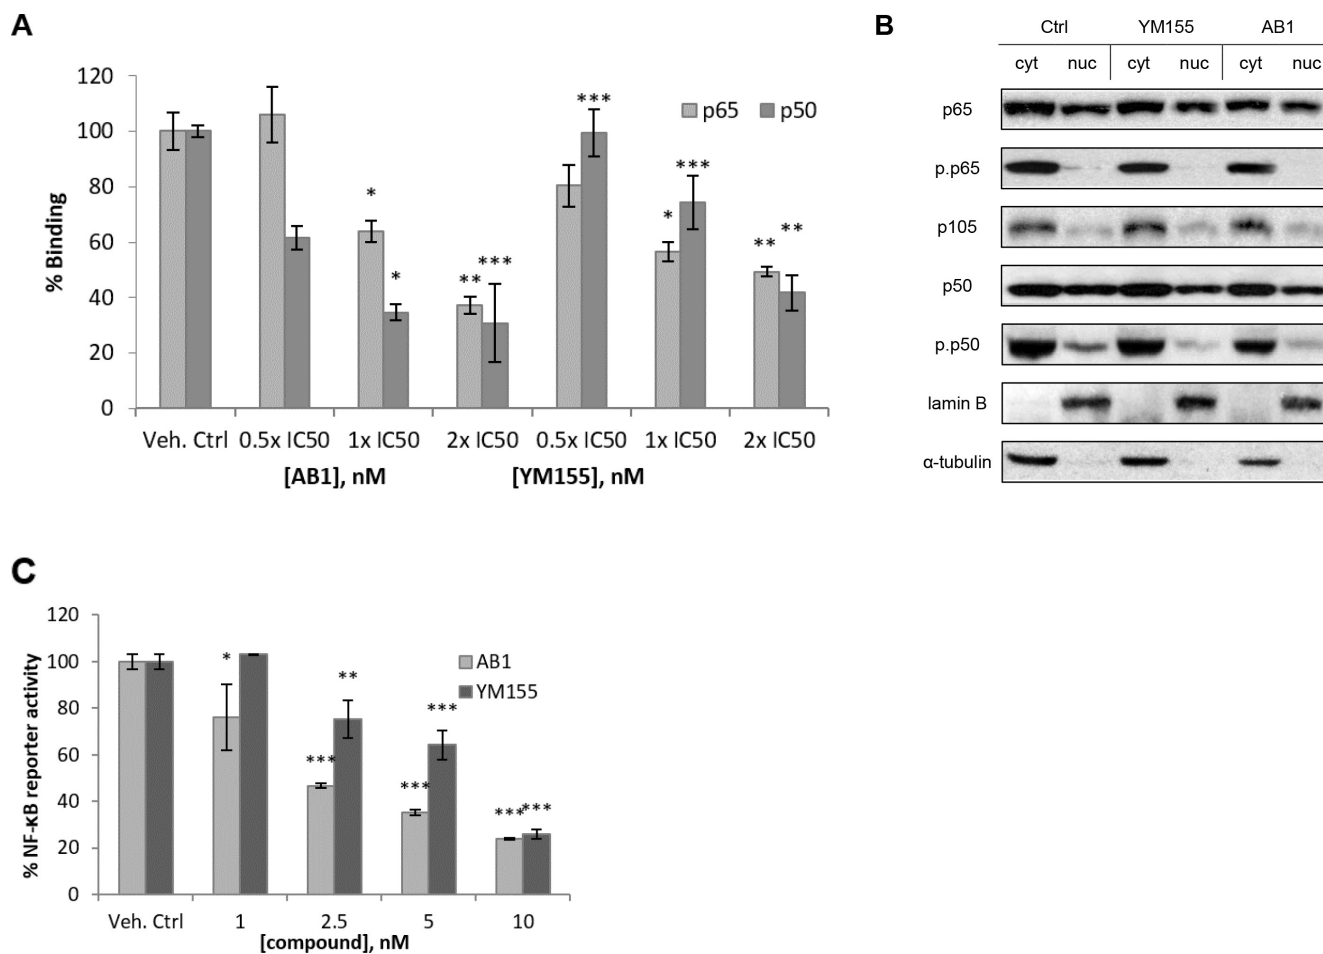 A
120
100
80
60
40
20
0
% Binding
p65 p50
*
*
**
***
***
*
***
**
**
Veh. Ctrl 0.5x IC50 1x IC50 2x IC50 0.5x IC50 1x IC50 2x IC50
[AB1], nM [YM155], nM
B
Ctrl YM155 AB1
cyt nuc cyt nuc cyt nuc
p65
p.p65
p105
p50
p.p50
lamin B
α-tubulin
C
120
100
80
60
40
20
0
% NF-κB reporter activity
AB1
YM155
*
***
**
***
***
***
***
Veh. Ctrl 1 2.5 5 10
[compound], nM